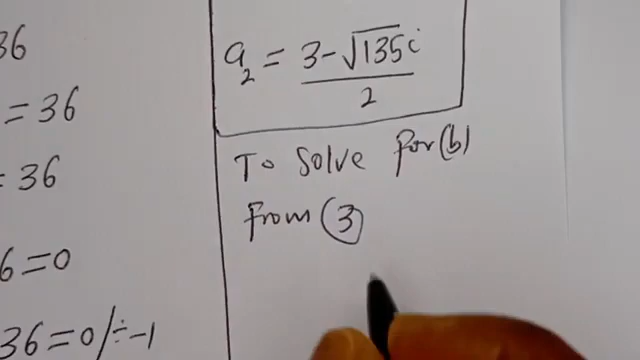 36
= 36
= 36
6 = 0
36 = 0 / ÷ -1
a₂ = (3 - √135 i) / 2
To solve for (b)
From (3)